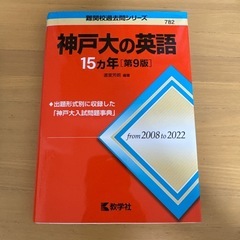 難関校過去問シリーズ
782
神戸大の英語
15カ年[第9版]
◆出題形式別に収録した
「神戸大入試問題事典」
from 2008 to 2022
教学社